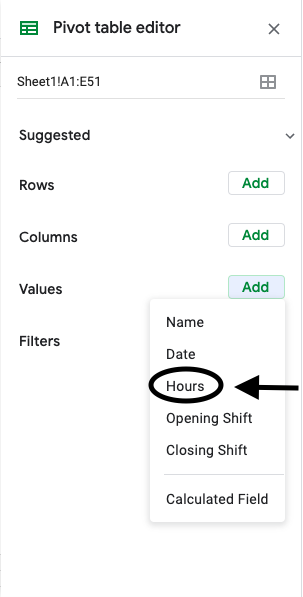 Pivot table editor
Sheet1!A1:E51
Suggested
Rows Add
Columns Add
Values Add
Name
Date
Filters
Hours
Opening Shift
Closing Shift
Calculated Field